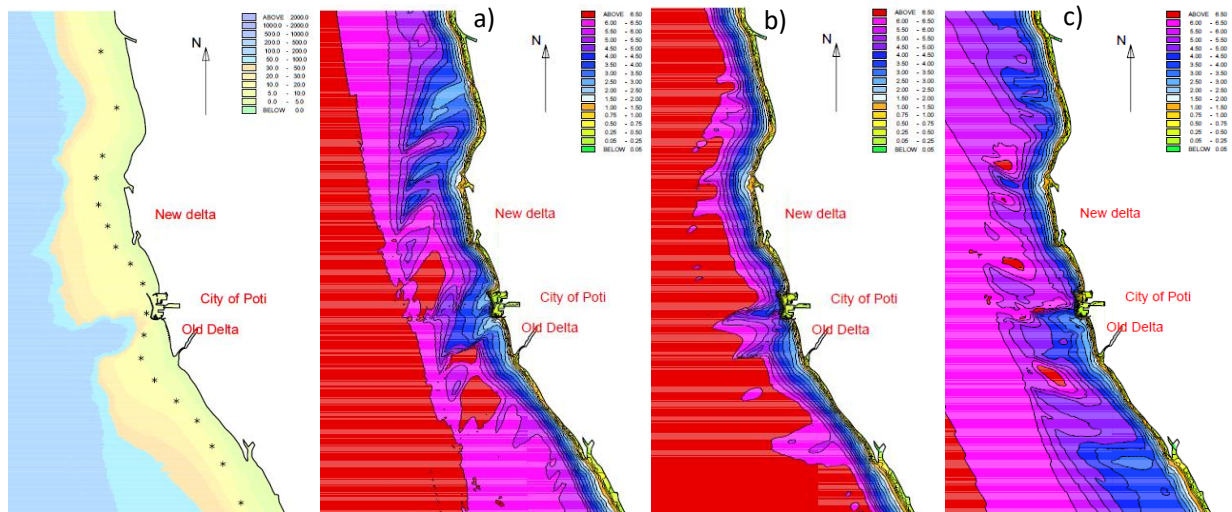 N
ABOVE 2000.0
1000.0 - 2000.0
500.0 - 1000.0
200.0 - 500.0
100.0 - 200.0
50.0 - 100.0
30.0 - 50.0
20.0 - 30.0
10.0 - 20.0
5.0 - 10.0
0.0 - 5.0
BELOW 0.0
New delta
City of Poti
Old Delta
a)
N
ABOVE 6.50
6.00 - 6.50
5.50 - 6.00
5.00 - 5.50
4.50 - 5.00
4.00 - 4.50
3.50 - 4.00
3.00 - 3.50
2.50 - 3.00
2.00 - 2.50
1.50 - 2.00
1.00 - 1.50
0.75 - 1.00
0.50 - 0.75
0.25 - 0.50
0.05 - 0.25
BELOW 0.05
New delta
City of Poti
Old Delta
b)
N
ABOVE 6.50
6.00 - 6.50
5.50 - 6.00
5.00 - 5.50
4.50 - 5.00
4.00 - 4.50
3.50 - 4.00
3.00 - 3.50
2.50 - 3.00
2.00 - 2.50
1.50 - 2.00
1.00 - 1.50
0.75 - 1.00
0.50 - 0.75
0.25 - 0.50
0.05 - 0.25
BELOW 0.05
New delta
City of Poti
Old Delta
c)
N
ABOVE 6.50
6.00 - 6.50
5.50 - 6.00
5.00 - 5.50
4.50 - 5.00
4.00 - 4.50
3.50 - 4.00
3.00 - 3.50
2.50 - 3.00
2.00 - 2.50
1.50 - 2.00
1.00 - 1.50
0.75 - 1.00
0.50 - 0.75
0.25 - 0.50
0.05 - 0.25
BELOW 0.05
New delta
City of Poti
Old Delta